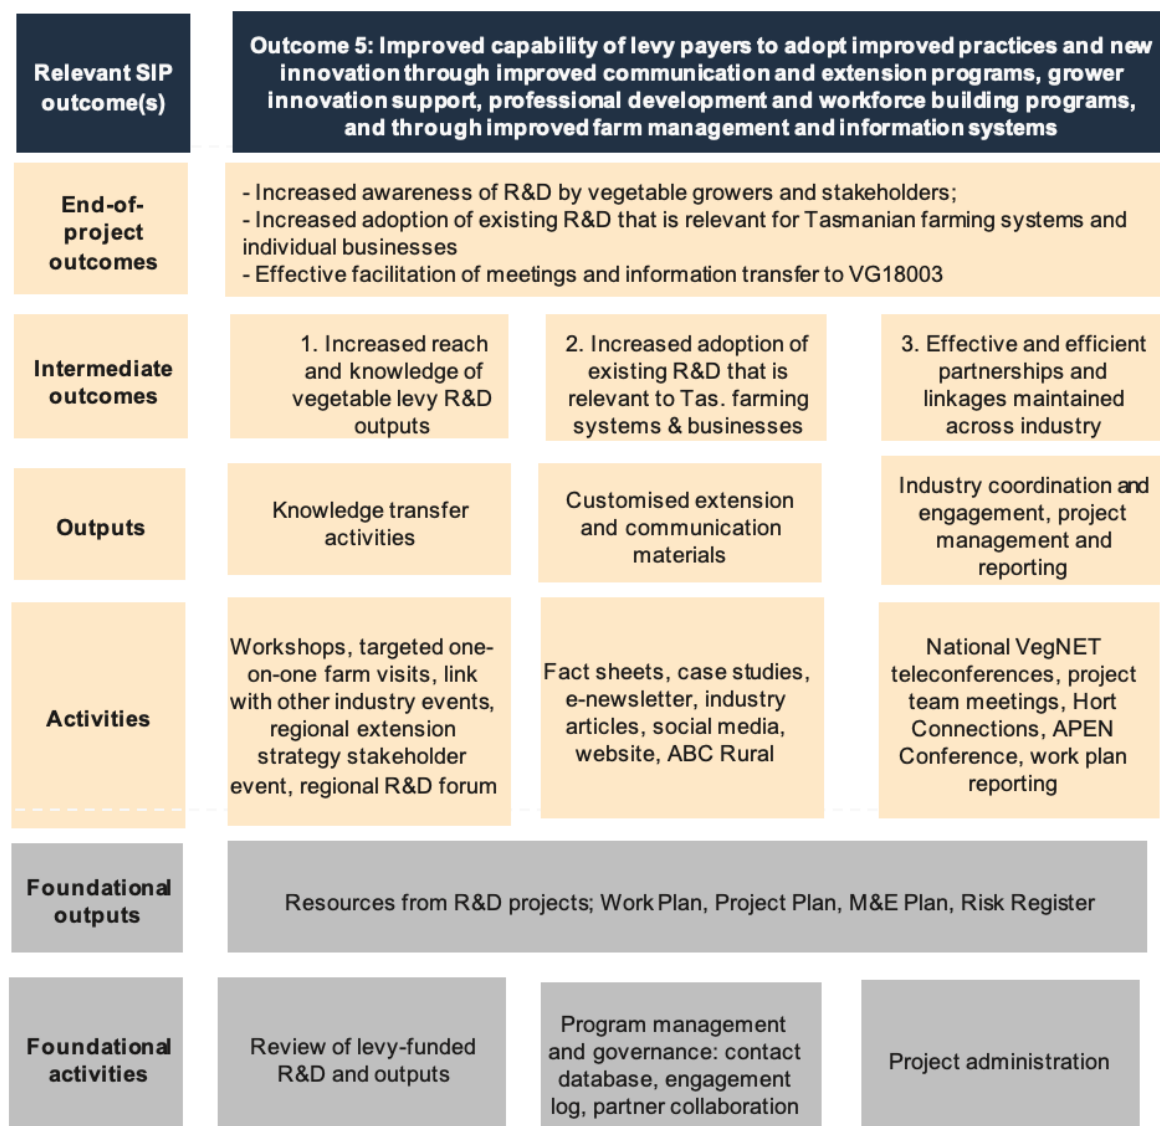 Relevant SIP
outcome(s)
Outcome 5: Improved capability of levy payers to adopt improved practices and new
innovation through improved communication and extension programs, grower
innovation support, professional development and workforce building programs,
and through improved farm management and information systems
End-of-
project
outcomes
- Increased awareness of R&D by vegetable growers and stakeholders;
- Increased adoption of existing R&D that is relevant for Tasmanian farming systems and
individual businesses
- Effective facilitation of meetings and information transfer to VG18003
Intermediate
outcomes
1. Increased reach
and knowledge of
vegetable levy R&D
outputs
2. Increased adoption of
existing R&D that is
relevant to Tas. farming
systems & businesses
3. Effective and efficient
partnerships and
linkages maintained
across industry
Outputs
Knowledge transfer
activities
Customised extension
and communication
materials
Industry coordination and
engagement, project
management and
reporting
Activities
Workshops, targeted one-
on-one farm visits, link
with other industry events,
regional extension
strategy stakeholder
event, regional R&D forum
Fact sheets, case studies,
e-newsletter, industry
articles, social media,
website, ABC Rural
National VegNET
teleconferences, project
team meetings, Hort
Connections, APEN
Conference, work plan
reporting
Foundational
outputs
Resources from R&D projects; Work Plan, Project Plan, M&E Plan, Risk Register
Foundational
activities
Review of levy-funded
R&D and outputs
Program management
and governance: contact
database, engagement
log, partner collaboration
Project administration